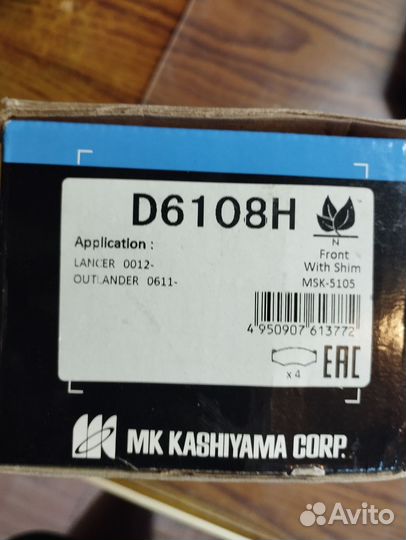 D6108H
Application :
LANCER 0012-
OUTLANDER 0611-
N
Front
With Shim
MSK-5105
4 950907 613772
x 4
EAC
MK KASHIYAMA CORP.
Avito